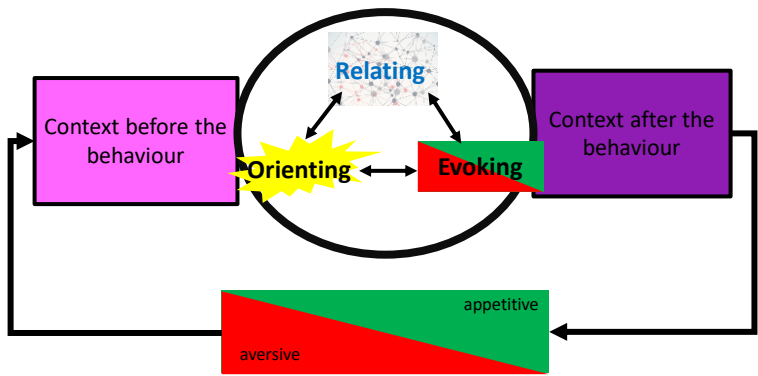 Relating
Context before the
behaviour
Orienting
Evoking
Context after the
behaviour
appetitive
aversive